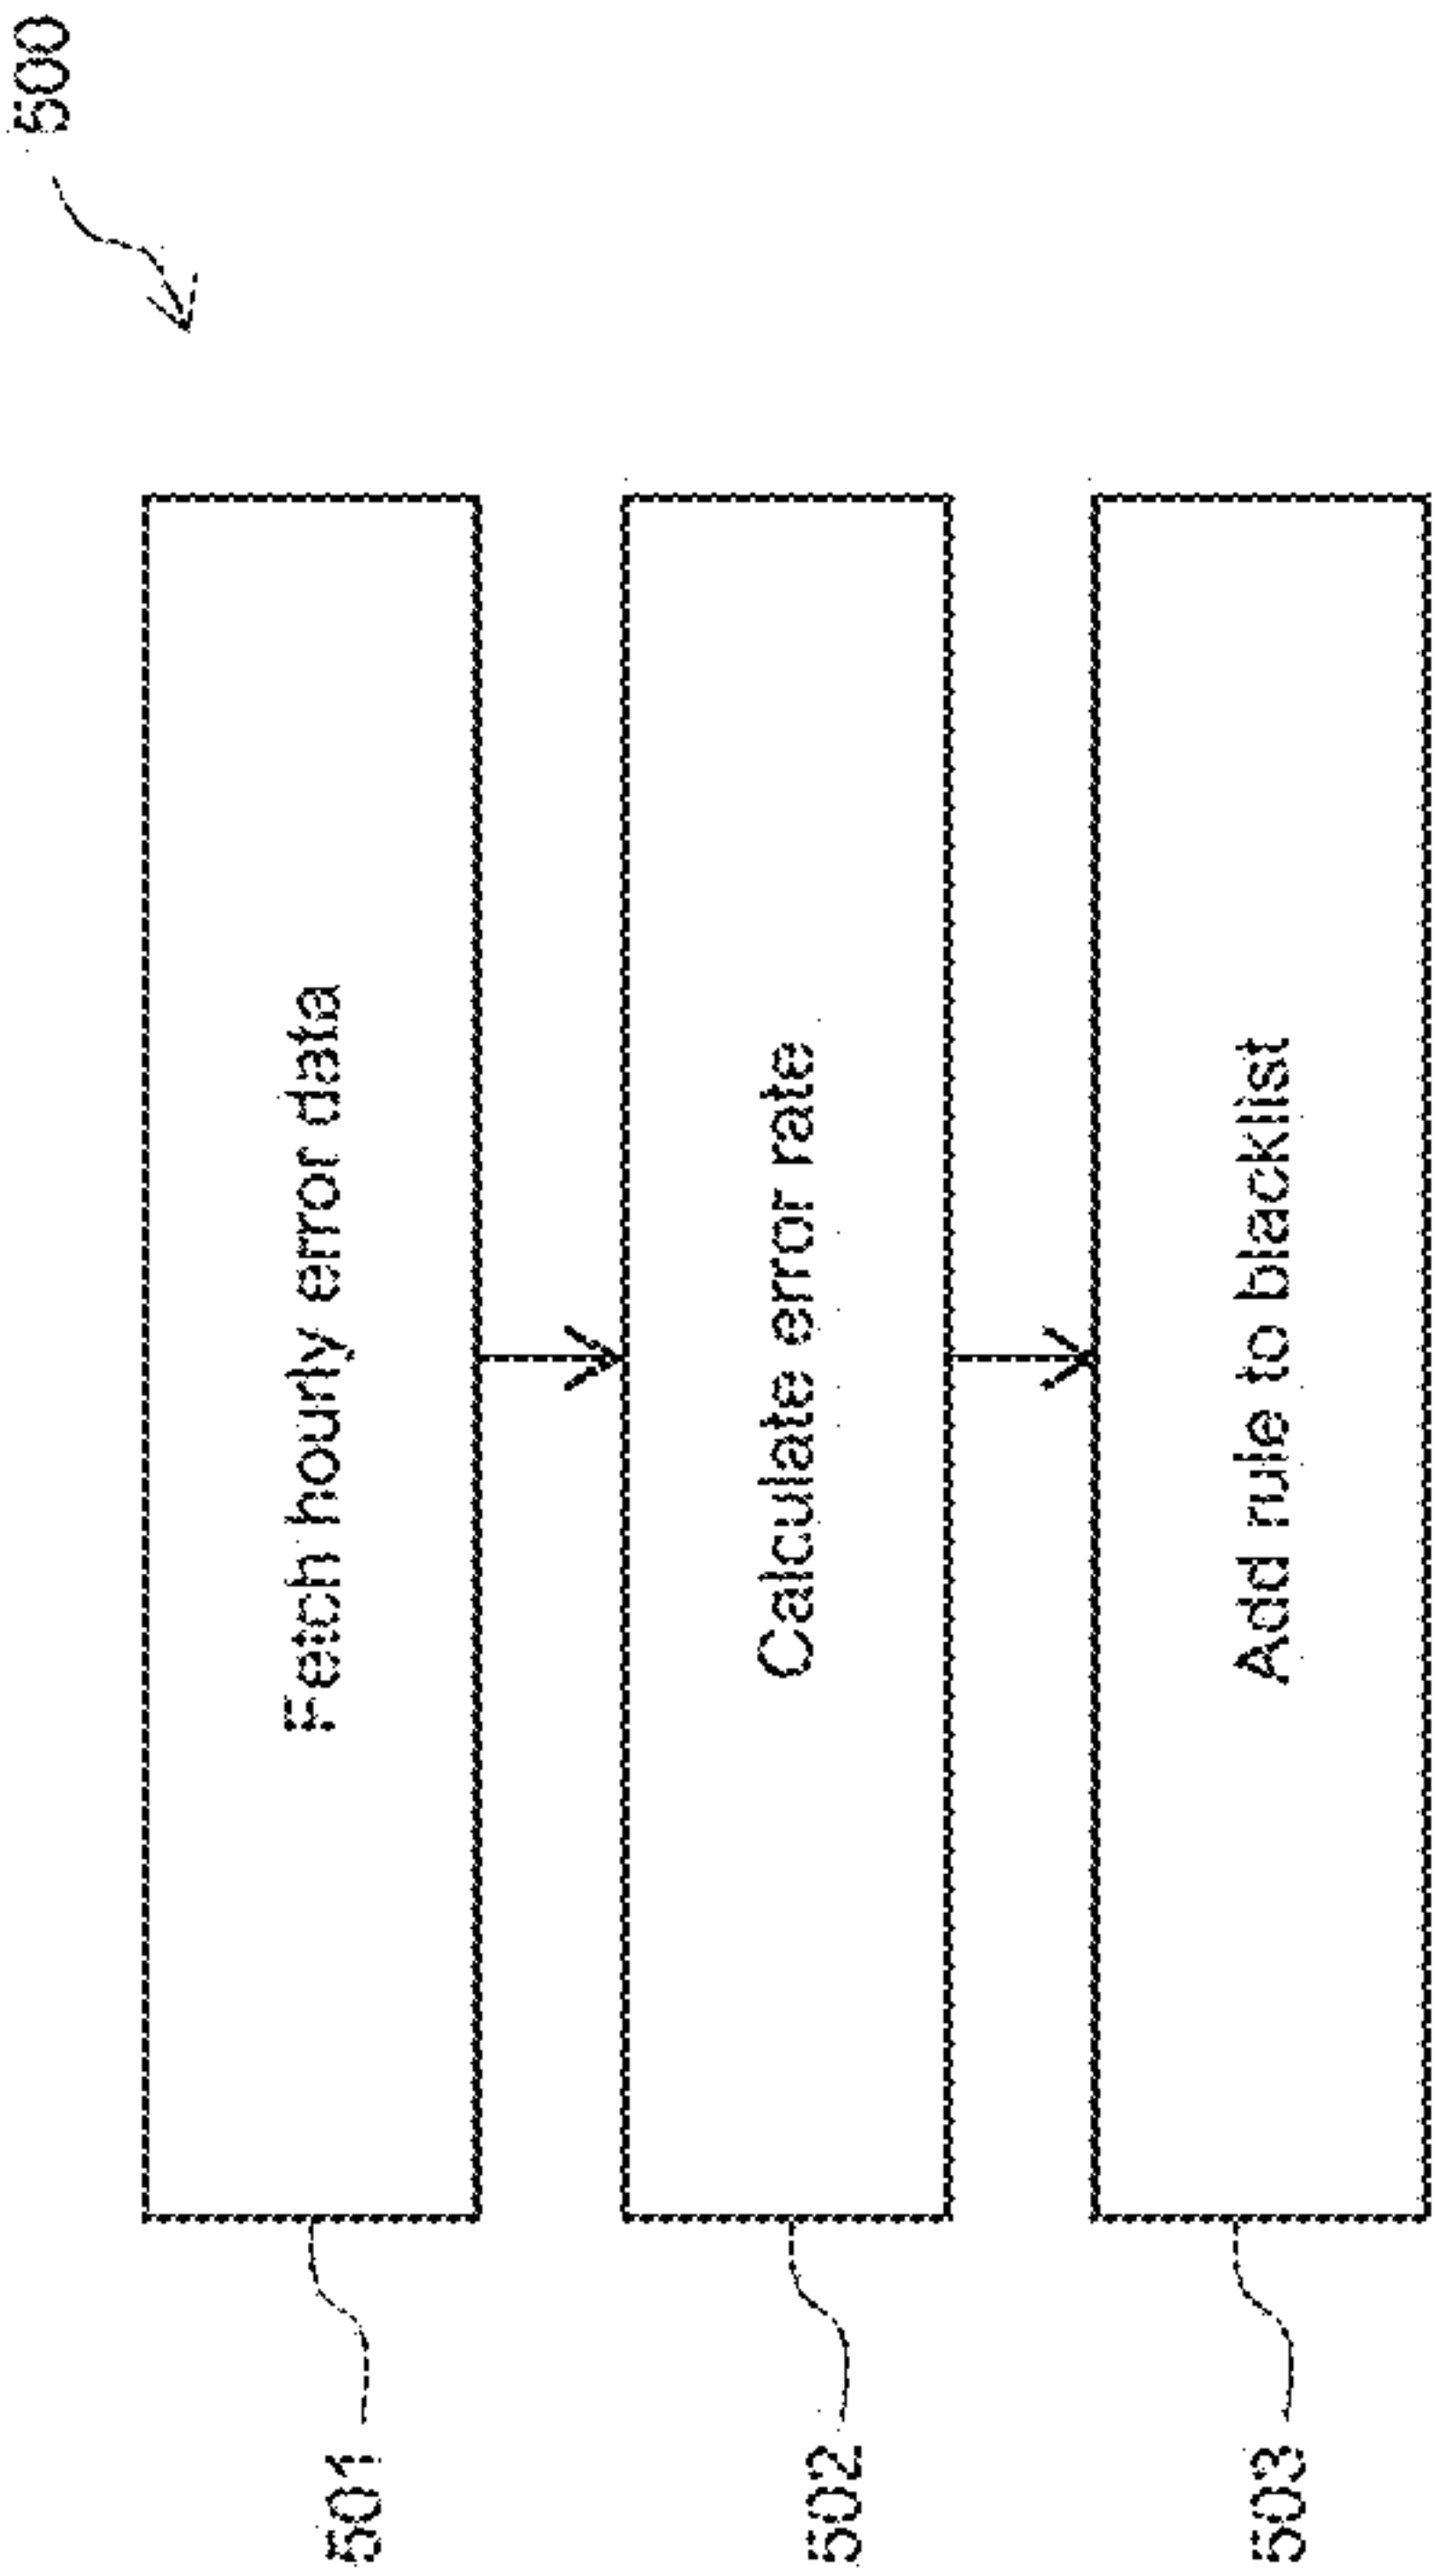 500
501
Fetch hourly error data
502
Calculate error rate
503
Add rule to blacklist